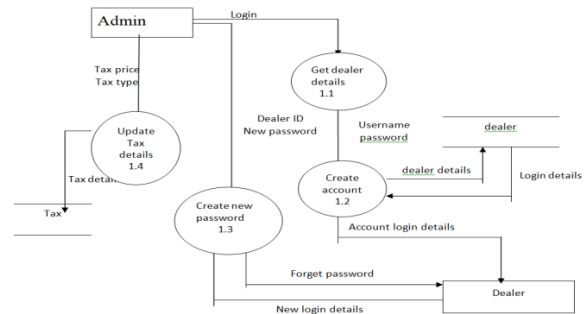 Admin
Login
Tax price
Tax type
Get dealer
details
1.1
Dealer ID
New password
Username
password
dealer
Update
Tax
details
1.4
Tax
Create new
password
1.3
Create
account
1.2
dealer details
Login details
Account login details
Forget password
New login details
Dealer